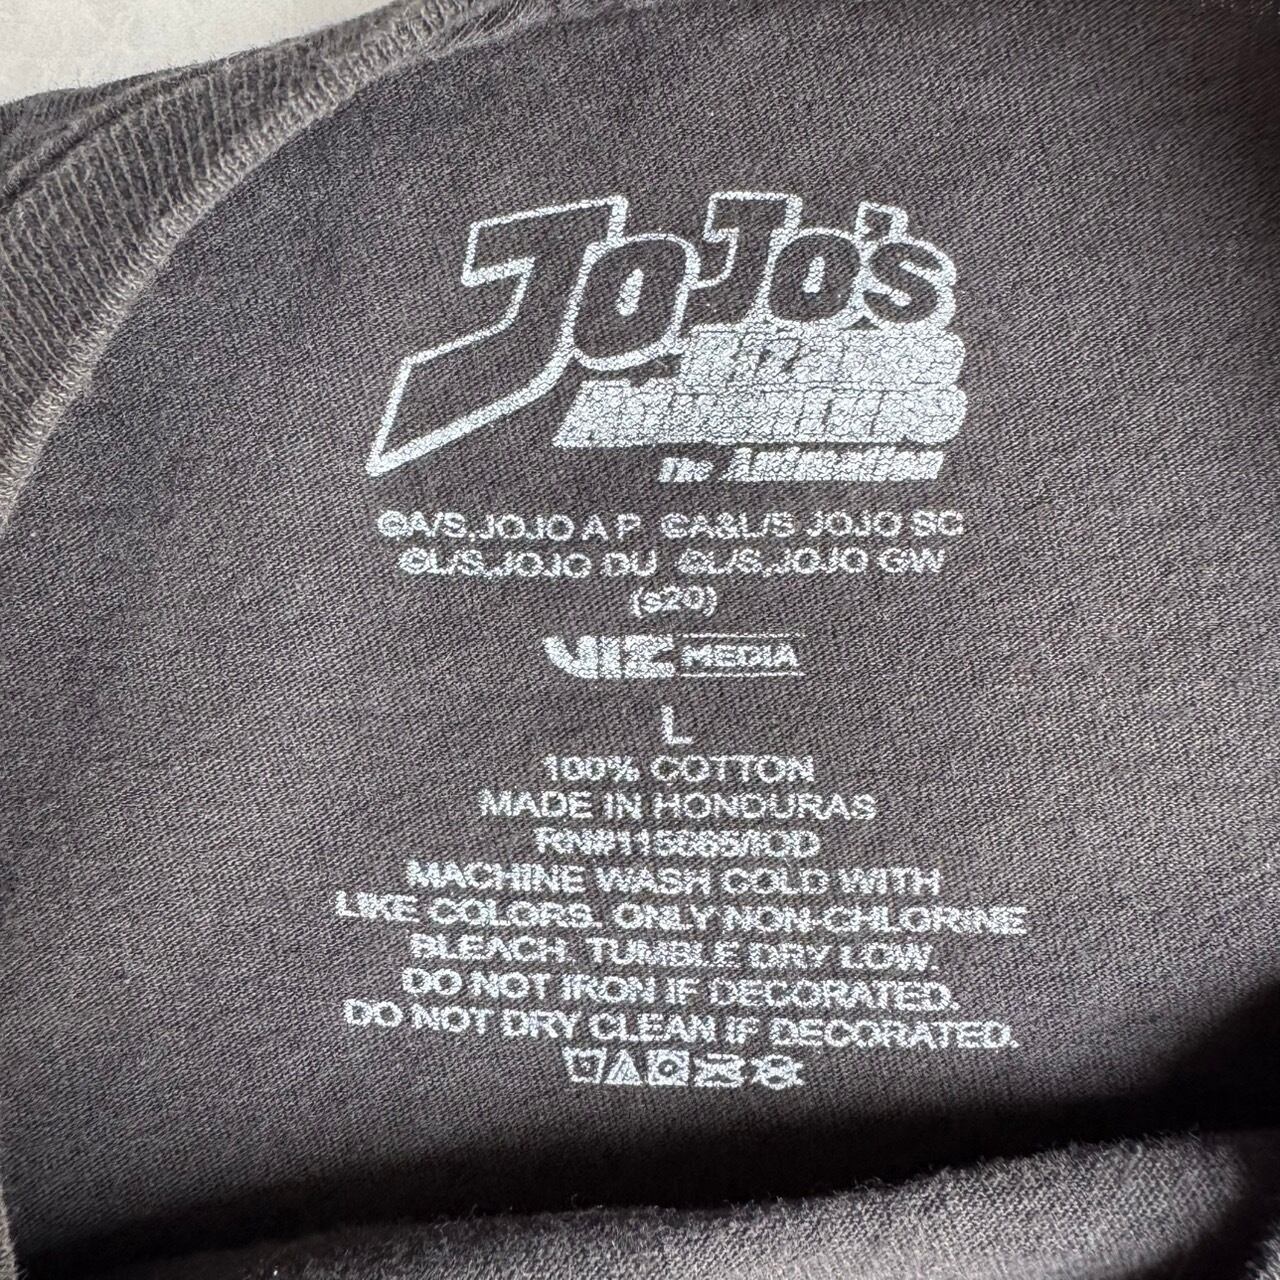 JoJo's
Bizarre
Adventure
The Animation
©A/S,JOJO A P ©A&L/S JOJO SC
©L/S,JOJO DU ©L/S,JOJO GW
(s20)
VIZ MEDIA
L
100% COTTON
MADE IN HONDURAS
MACHINE WASH COLD WITH
LIKE COLORS. ONLY NON-CHLORINE
BLEACH. TUMBLE DRY LOW.
DO NOT IRON IF DECORATED.
DO NOT DRY CLEAN IF DECORATED.